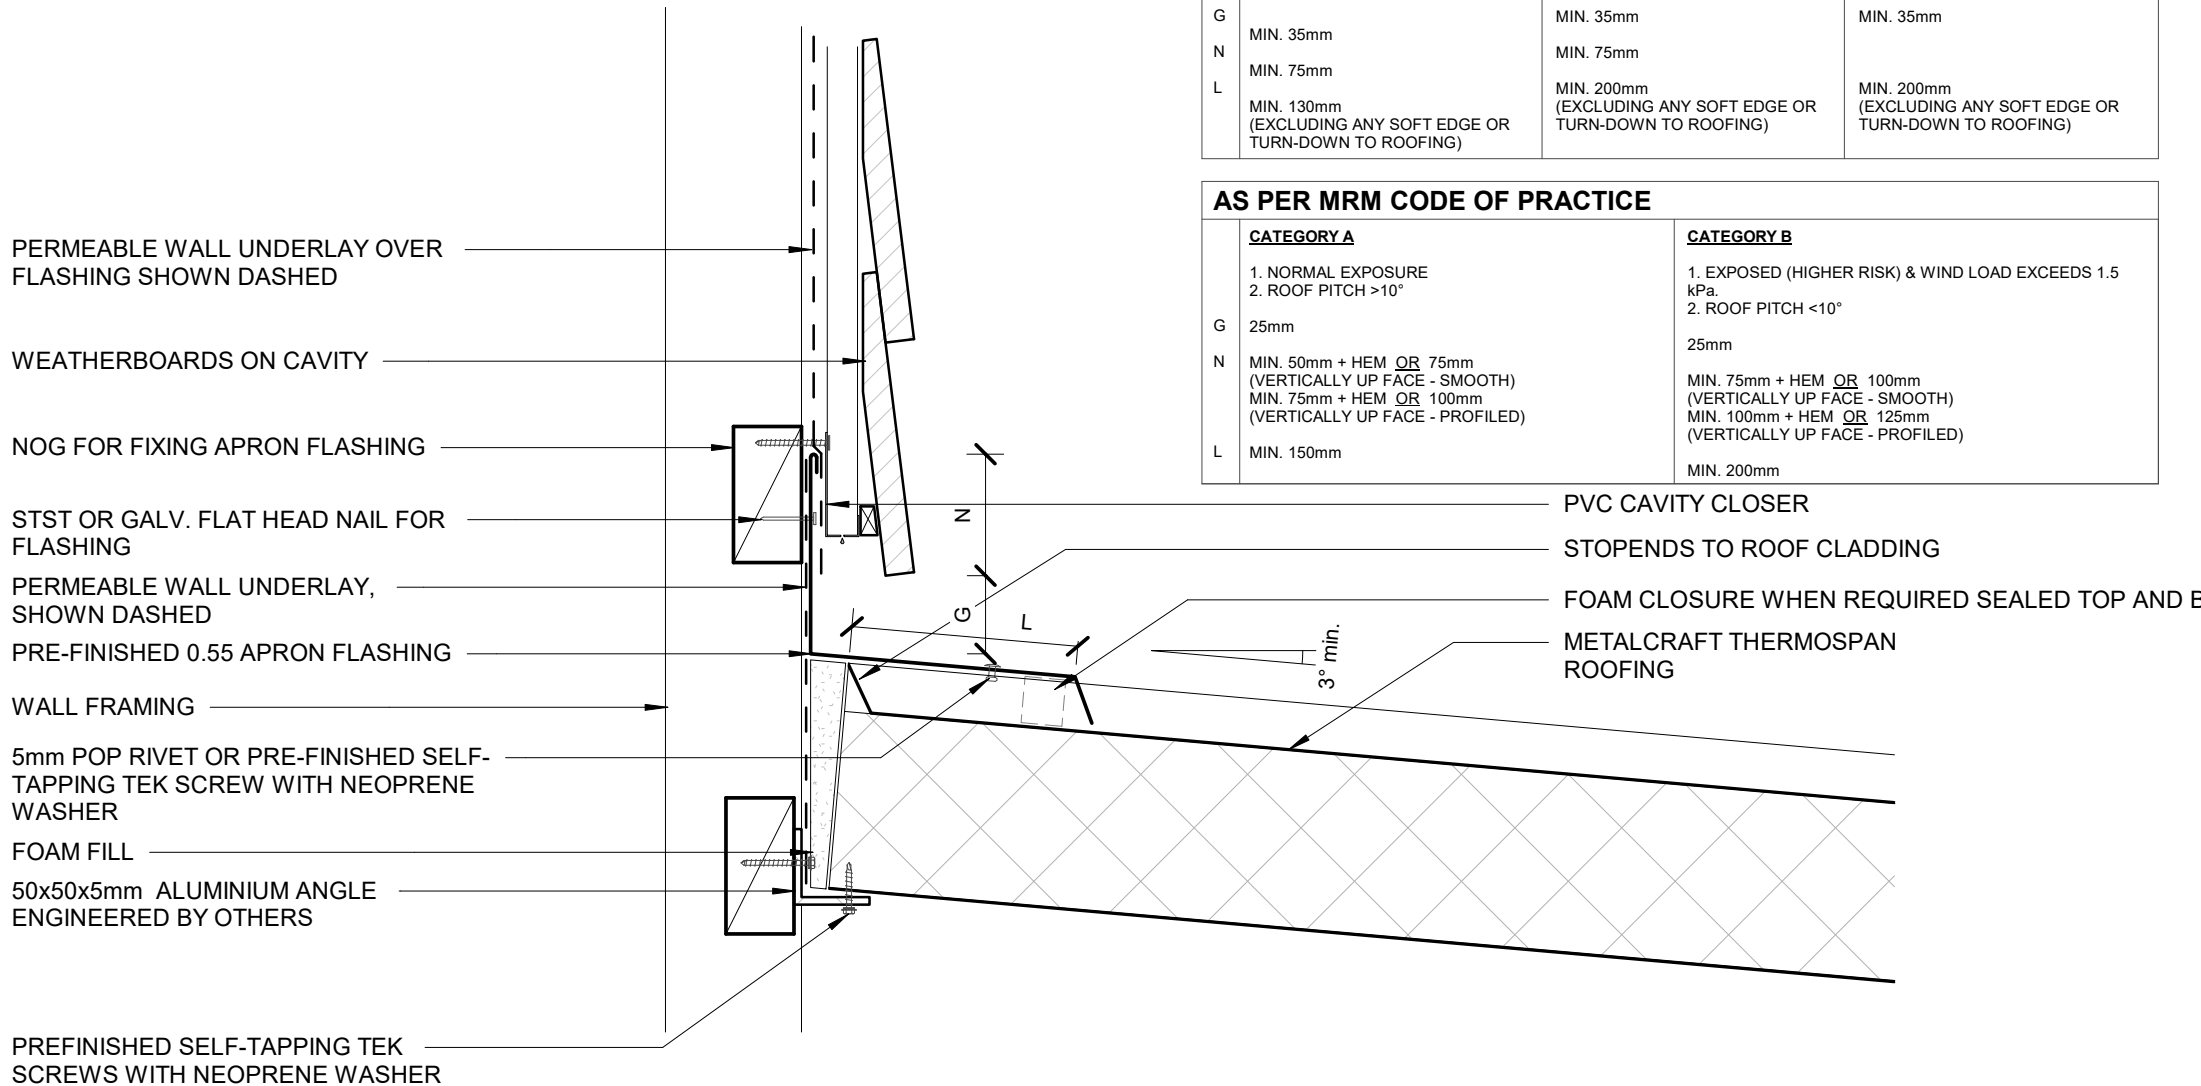 G
MIN. 35mm
MIN. 35mm
MIN. 35mm
N
MIN. 75mm
MIN. 75mm
L
MIN. 130mm
(EXCLUDING ANY SOFT EDGE OR
TURN-DOWN TO ROOFING)
MIN. 200mm
(EXCLUDING ANY SOFT EDGE OR
TURN-DOWN TO ROOFING)
MIN. 200mm
(EXCLUDING ANY SOFT EDGE OR
TURN-DOWN TO ROOFING)
AS PER MRM CODE OF PRACTICE
CATEGORY A
1. NORMAL EXPOSURE
2. ROOF PITCH >10°
G
25mm
N
MIN. 50mm + HEM OR 75mm
(VERTICALLY UP FACE - SMOOTH)
MIN. 75mm + HEM OR 100mm
(VERTICALLY UP FACE - PROFILED)
L
MIN. 150mm
CATEGORY B
1. EXPOSED (HIGHER RISK) & WIND LOAD EXCEEDS 1.5
kPa.
2. ROOF PITCH <10°
25mm
MIN. 75mm + HEM OR 100mm
(VERTICALLY UP FACE - SMOOTH)
MIN. 100mm + HEM OR 125mm
(VERTICALLY UP FACE - PROFILED)
MIN. 200mm
PERMEABLE WALL UNDERLAY OVER
FLASHING SHOWN DASHED
WEATHERBOARDS ON CAVITY
NOG FOR FIXING APRON FLASHING
STST OR GALV. FLAT HEAD NAIL FOR
FLASHING
PERMEABLE WALL UNDERLAY,
SHOWN DASHED
PRE-FINISHED 0.55 APRON FLASHING
WALL FRAMING
5mm POP RIVET OR PRE-FINISHED SELF-
TAPPING TEK SCREW WITH NEOPRENE
WASHER
FOAM FILL
50x50x5mm ALUMINIUM ANGLE
ENGINEERED BY OTHERS
PREFINISHED SELF-TAPPING TEK
SCREWS WITH NEOPRENE WASHER
N
G
L
3° min.
PVC CAVITY CLOSER
STOPENDS TO ROOF CLADDING
FOAM CLOSURE WHEN REQUIRED SEALED TOP AND
METALCRAFT THERMOSPAN
ROOFING